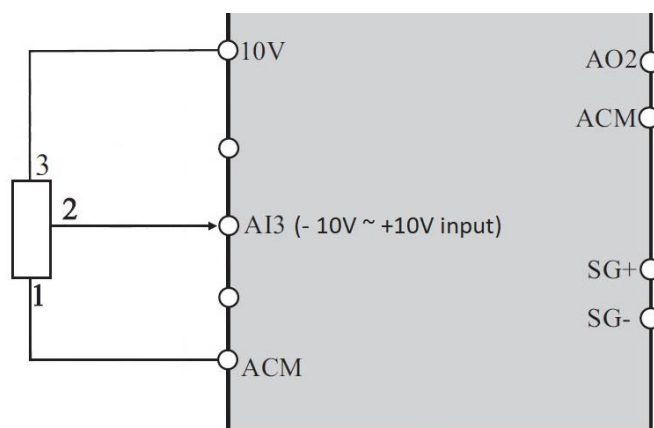 10V
AO2
ACM
3
2
AI3 (- 10V ~ +10V input)
1
SG+
SG-
ACM